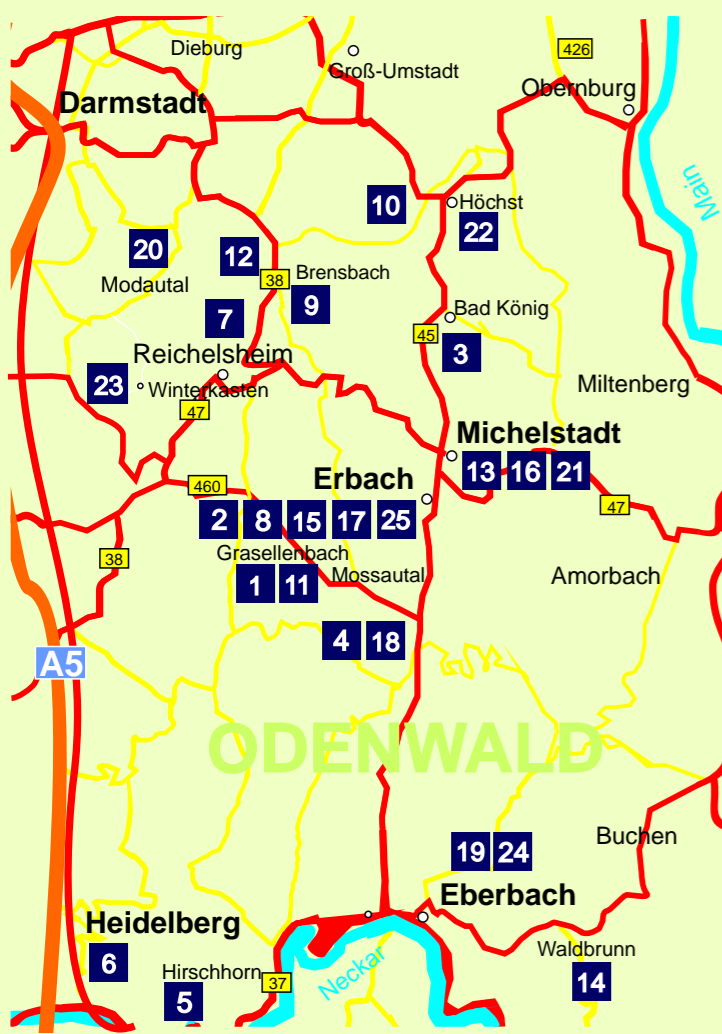 Dieburg
426
Groß-Umstadt
Obernburg
Darmstadt
Main
10
Höchst
22
20
12
Modautal
38
Brensbach
9
7
Bad König
45
3
Reichelsheim
23
Winterkasten
Miltenberg
47
Michelstadt
13 16 21
460
Erbach
47
2 8 15 17 25
38
Grasellenbach
1 11
Mossautal
Amorbach
4 18
A5
ODENWALD
19 24
Buchen
Eberbach
Heidelberg
6
Waldbrunn
Hirschhorn
37
Neckar
14
5